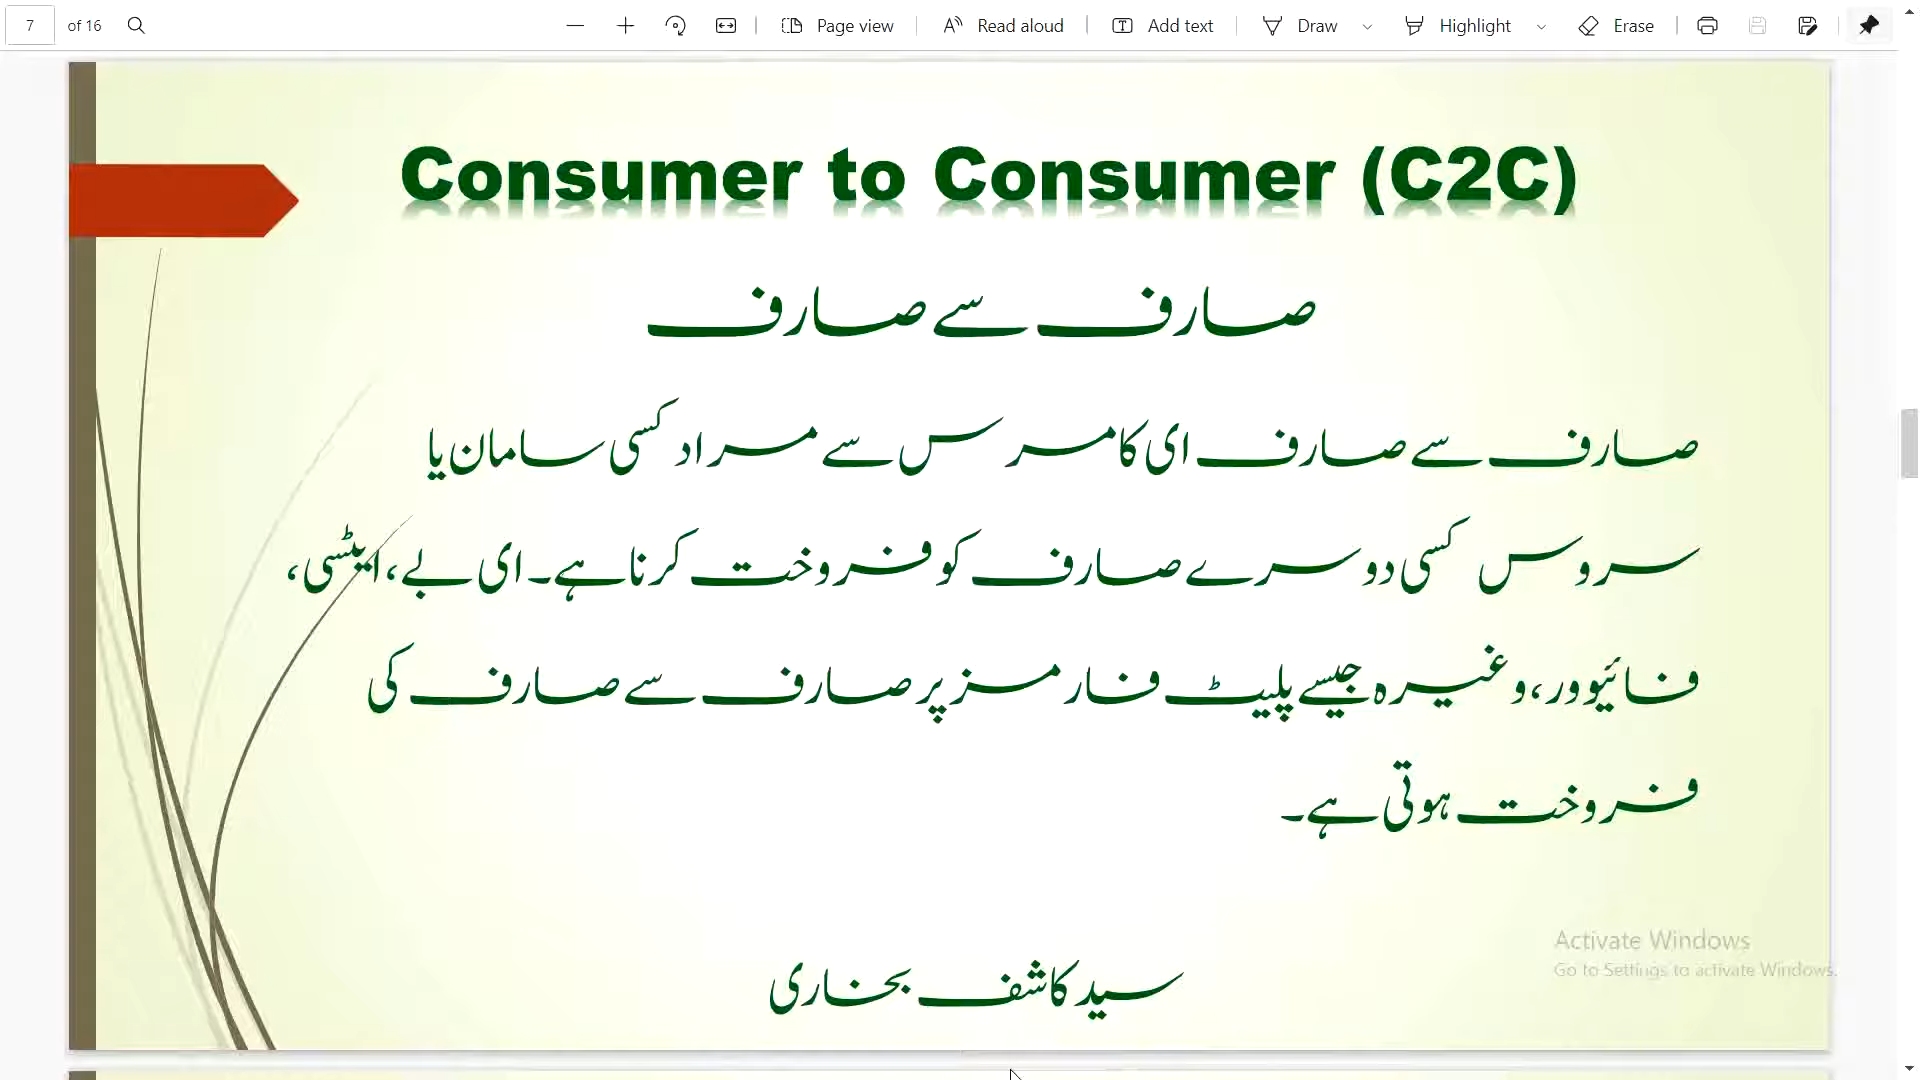 7 of 16 Page view Read aloud Add text Draw Highlight Erase
Consumer to Consumer (C2C)
صارف سے صارف
صارف سے صارف ای کامرس سے مراد کسی سامان یا
سروس کسی دوسرے صارف کو فروخت کرنا ہے۔ ای بے، ایٹسی،
فائیوور، وغیرہ جیسے پلیٹ فارمز پر صارف سے صارف کی
فروخت ہوتی ہے۔
Activate Windows
Go to Settings to activate Windows.
سید کاشف بخاری